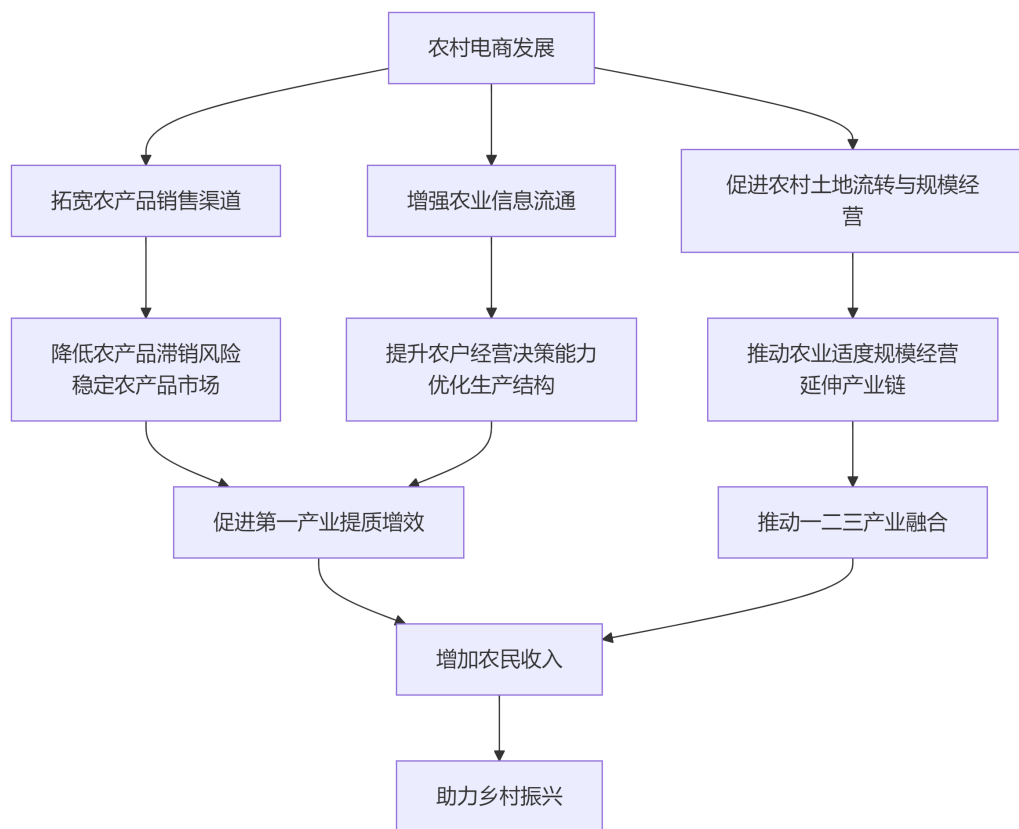 农村电商发展
拓宽农产品销售渠道
增强农业信息流通
促进农村土地流转与规模经
营
降低农产品滞销风险
稳定农产品市场
提升农户经营决策能力
优化生产结构
推动农业适度规模经营
延伸产业链
促进第一产业提质增效
推动一二三产业融合
增加农民收入
助力乡村振兴